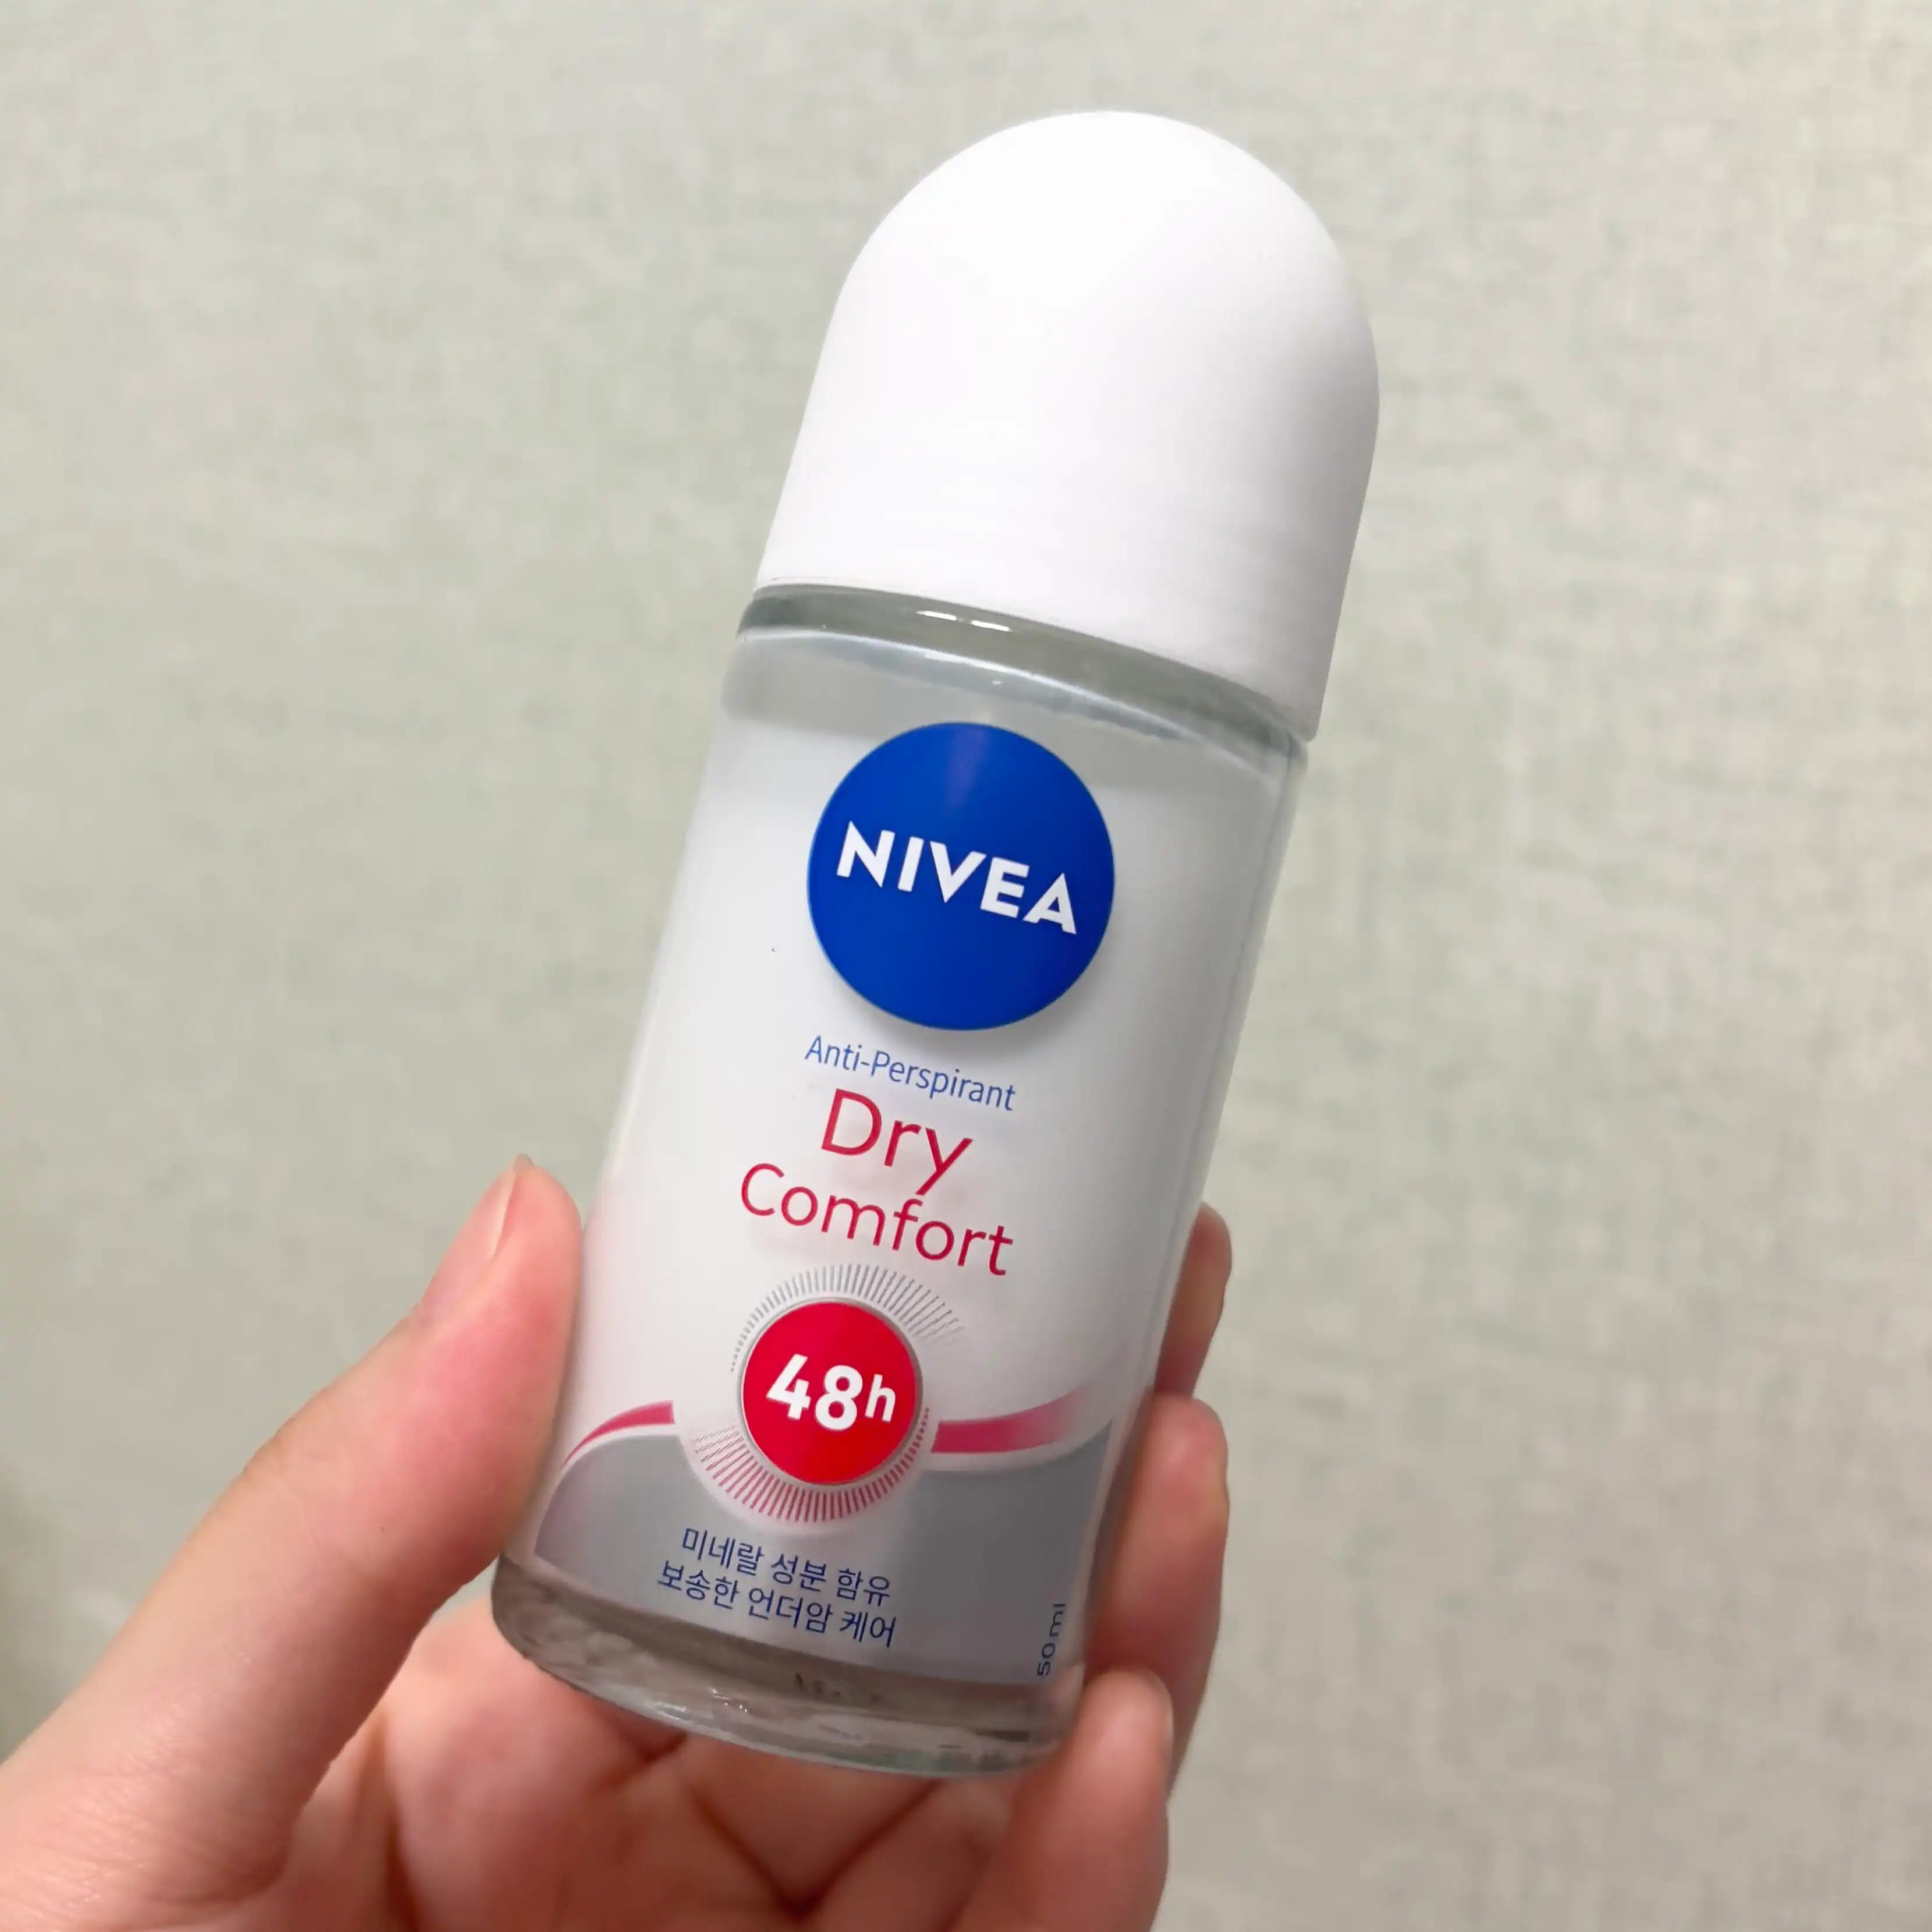 NIVEA
Anti-Perspirant
Dry
Comfort
48h
미네랄 성분 함유
보송한 언더암 케어
50 ml